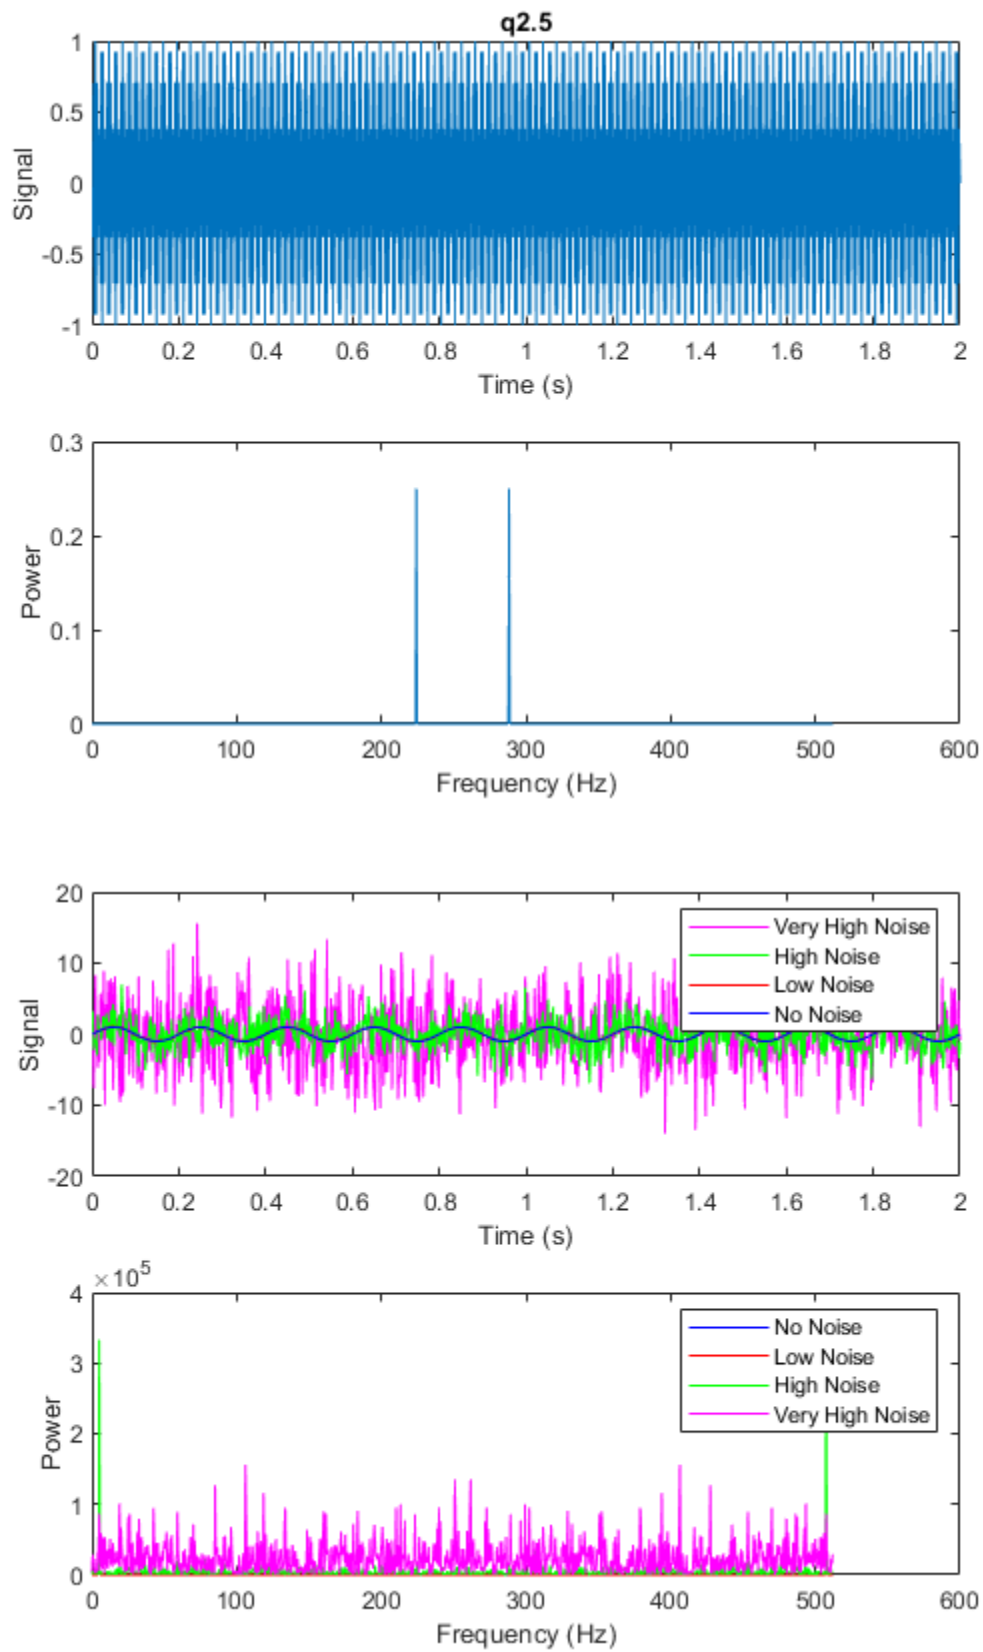 q2.5
1
0.5
0
-0.5
-1
Signal
0 0.2 0.4 0.6 0.8 1 1.2 1.4 1.6 1.8 2
Time (s)
0.3
0.2
0.1
0
Power
0 100 200 300 400 500 600
Frequency (Hz)
20
10
0
-10
-20
Signal
Very High Noise
High Noise
Low Noise
No Noise
0 0.2 0.4 0.6 0.8 1 1.2 1.4 1.6 1.8 2
Time (s)
×10^5
4
3
2
1
0
Power
No Noise
Low Noise
High Noise
Very High Noise
0 100 200 300 400 500 600
Frequency (Hz)